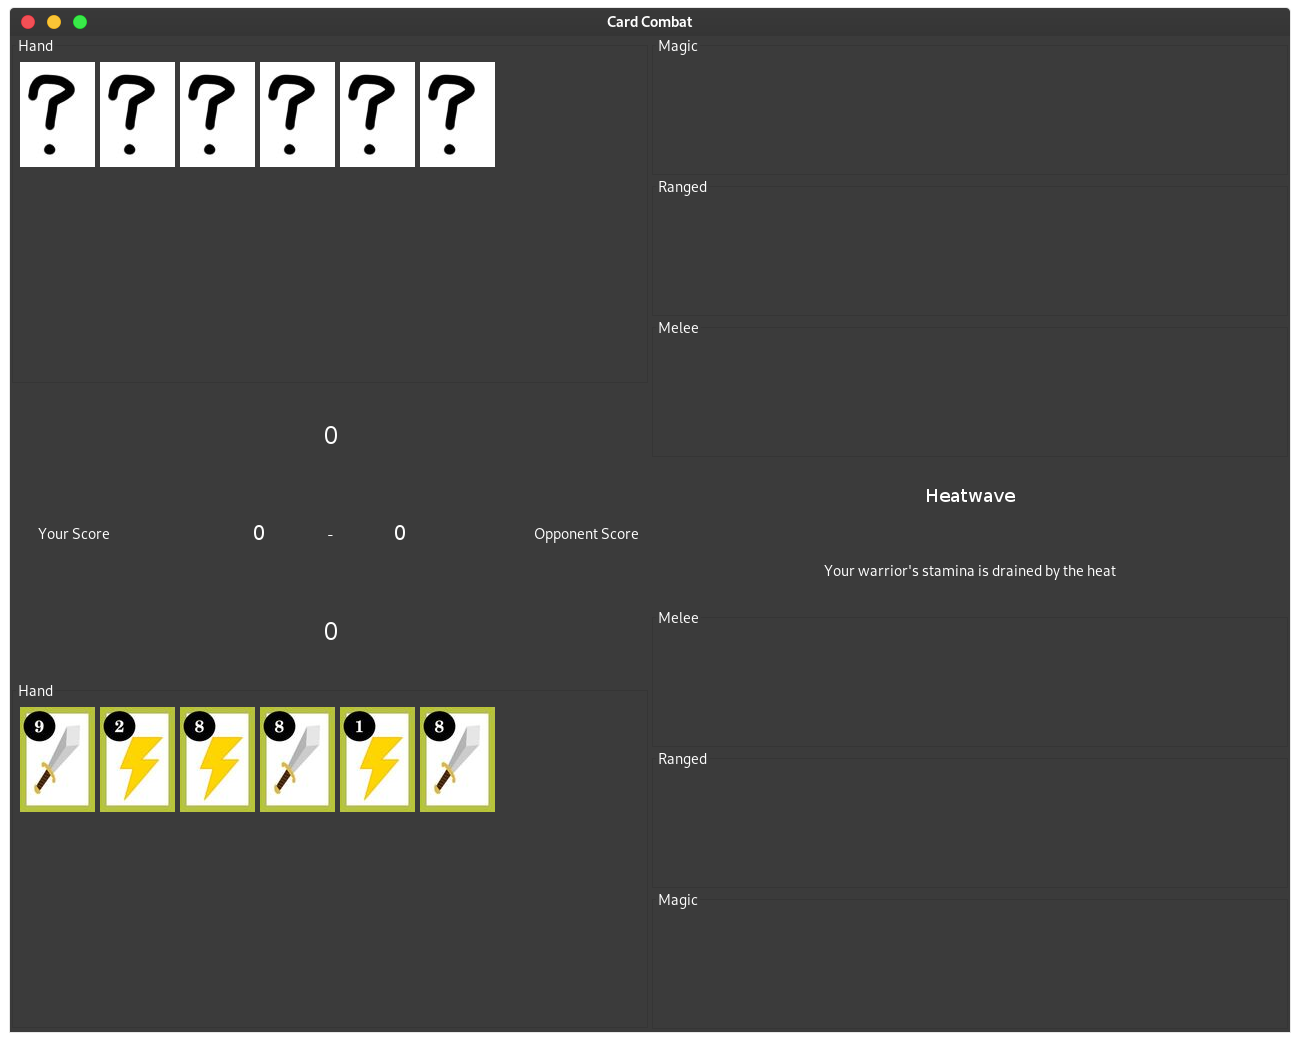 Card Combat
Hand
? ? ? ? ? ?
0
Your Score 0 - 0 Opponent Score
0
Hand
9 2 8 8 1 8
Magic
Ranged
Melee
Heatwave
Your warrior's stamina is drained by the heat
Melee
Ranged
Magic